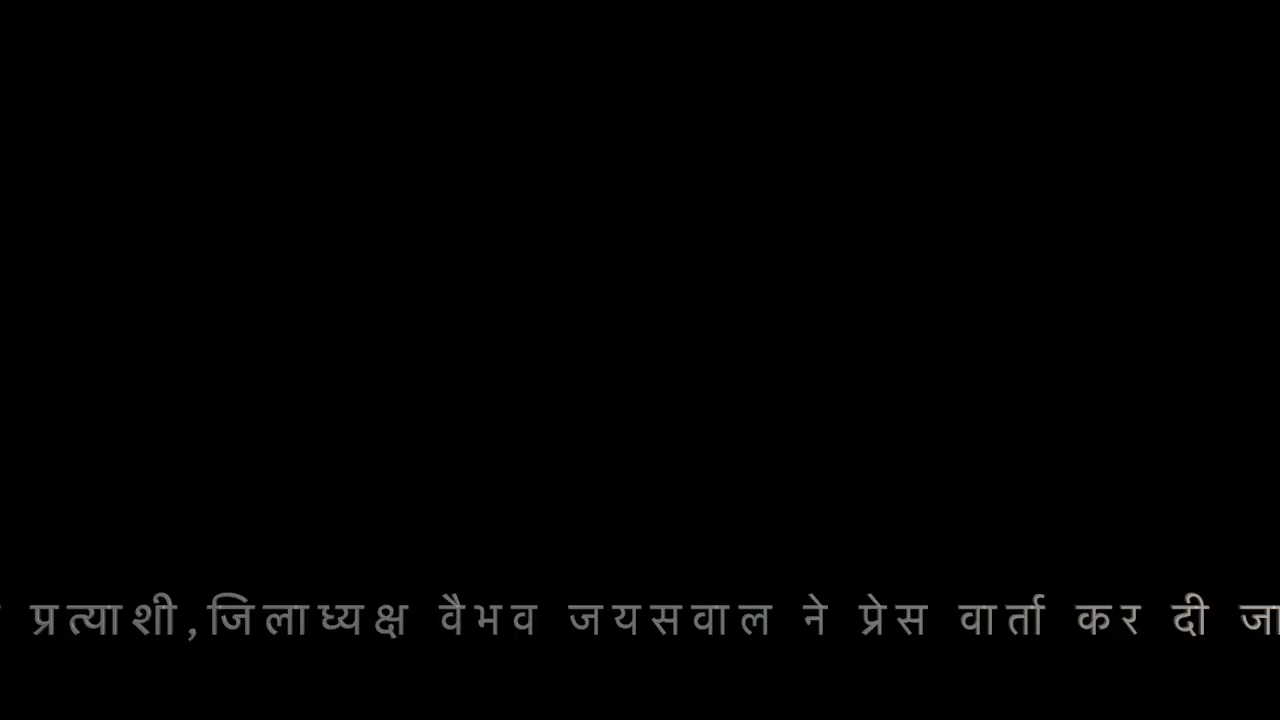 प्रत्याशी,जिलाध्यक्ष वैभव जयसवाल ने प्रेस वार्ता कर दी